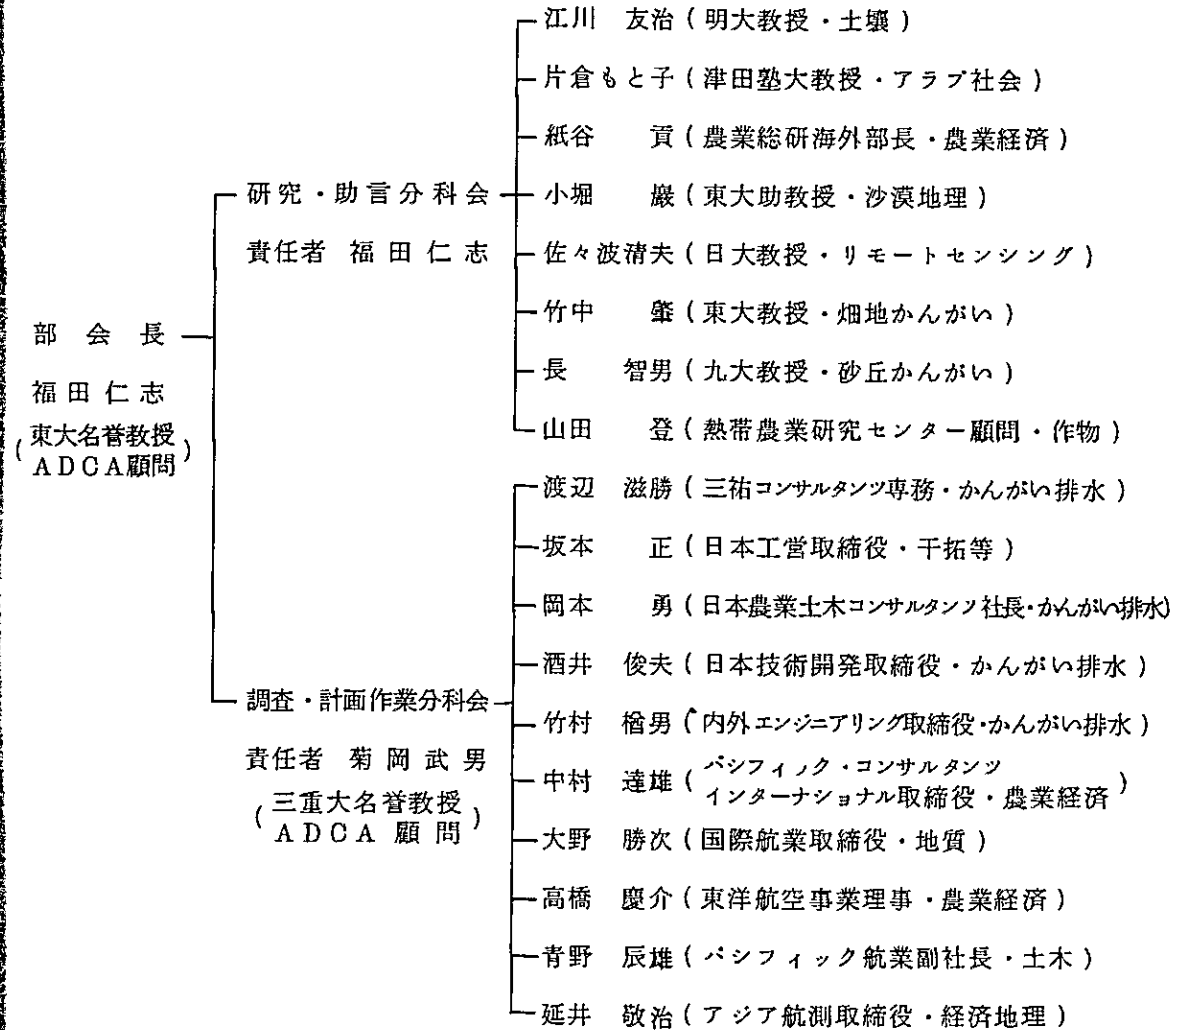 江川 友治(明大教授・土壌)
片倉もと子(津田塾大教授・アラブ社会)
紙谷 貢(農業総研海外部長・農業経済)
研究・助言分科会
小堀 巌(東大助教授・沙漠地理)
責任者 福田仁志
佐々波清夫(日大教授・リモートセンシング)
竹中 肇(東大教授・畑地かんがい)
部会長
長 智男(九大教授・砂丘かんがい)
福田仁志
山田 登(熱帯農業研究センター顧問・作物)
(東大名誉教授
ADCA顧問)
渡辺 滋勝(三祐コンサルタンツ専務・かんがい排水)
坂本 正(日本工営取締役・干拓等)
岡本 勇(日本農業土木コンサルタンツ社長・かんがい排水)
酒井 俊夫(日本技術開発取締役・かんがい排水)
調査・計画作業分科会
竹村 楢男(内外エンジニアリング取締役・かんがい排水)
責任者 菊岡武男
中村 達雄(パシフィック・コンサルタンツ
インターナショナル取締役・農業経済)
(三重大名誉教授
ADCA顧問)
大野 勝次(国際航業取締役・地質)
高橋 慶介(東洋航空事業理事・農業経済)
青野 辰雄(パシフィック航業副社長・土木)
延井 敬治(アジア航測取締役・経済地理)